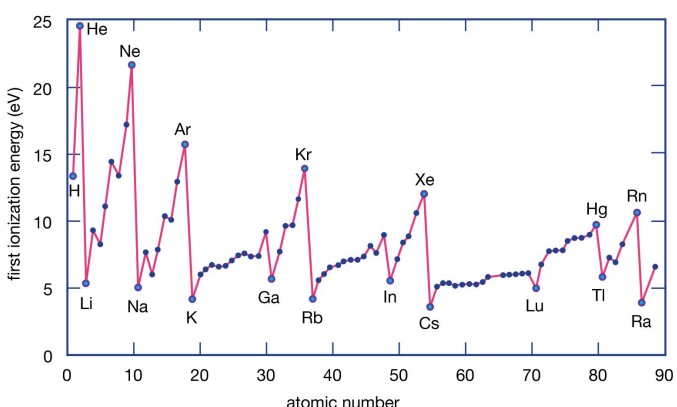 25
20
15
10
5
0
first ionization energy (eV)
He
Ne
Ar
Kr
H
Xe
Hg
Rn
Li
Na
K
Ga
Rb
In
Cs
Lu
Tl
Ra
0 10 20 30 40 50 60 70 80 90
atomic number